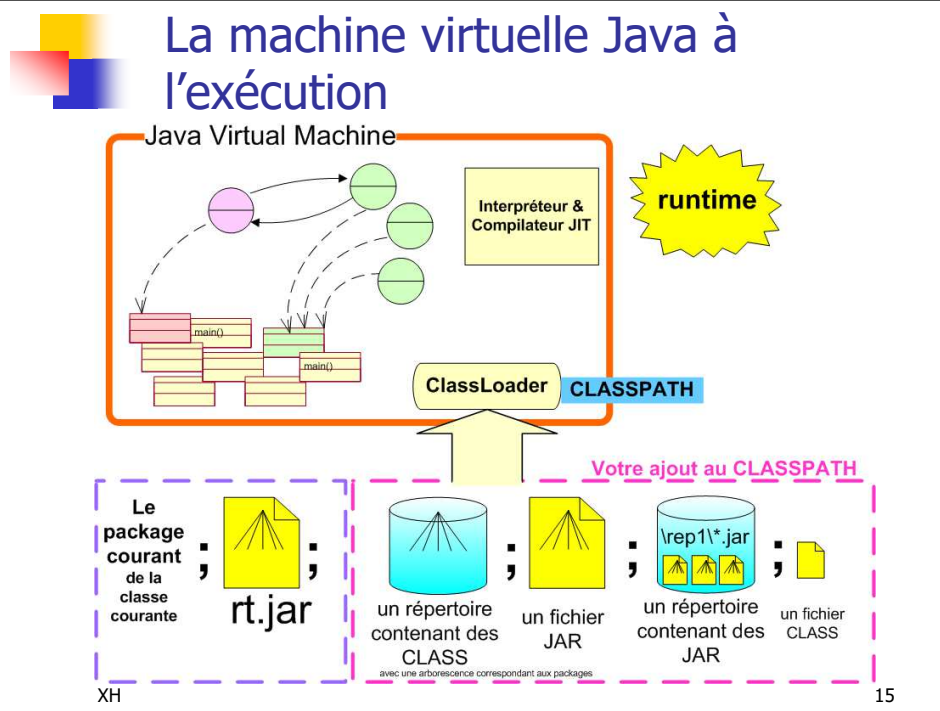 La machine virtuelle Java à
l'exécution
Java Virtual Machine
Interpréteur &
Compilateur JIT
runtime
main()
main()
ClassLoader
CLASSPATH
Votre ajout au CLASSPATH
Le
package
courant
de la
classe
courante
;
rt.jar
;
un répertoire
contenant des
CLASS
avec une arborescence correspondant aux packages
;
un fichier
JAR
;
\rep1\*.jar
un répertoire
contenant des
JAR
;
un fichier
CLASS
XH
15